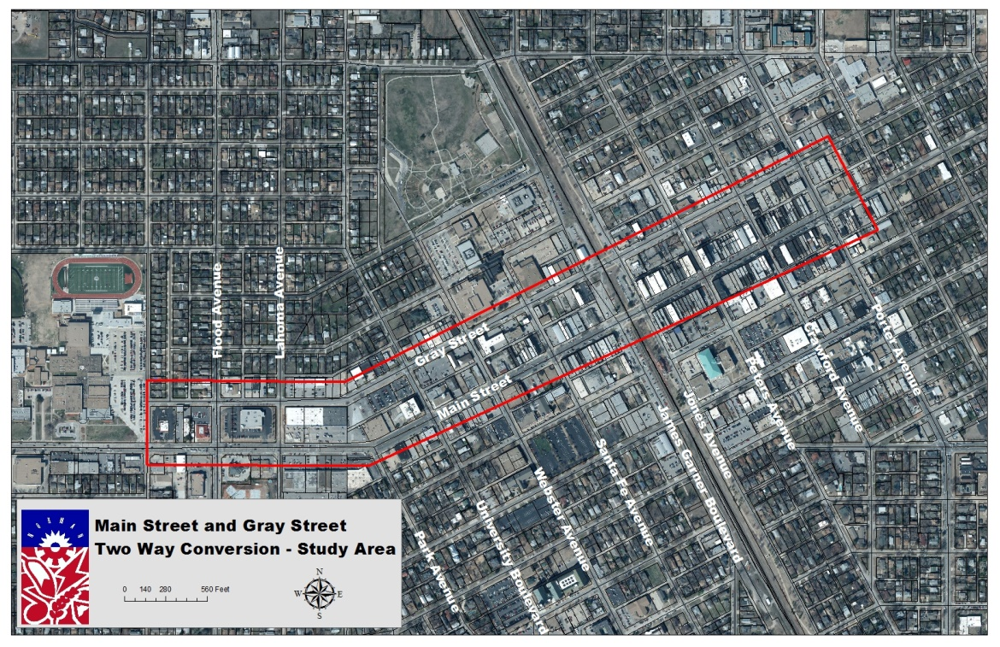 Flood Avenue
Lahoma Avenue
Gray Street
Main Street
Porter Avenue
Crawford Avenue
Peters Avenue
Jones Avenue
James Garner Boulevard
Santa Fe Avenue
Webster Avenue
University Boulevard
Park Avenue
NORMAN
Main Street and Gray Street
Two Way Conversion - Study Area
0 140 280 560 Feet
N
W E
S